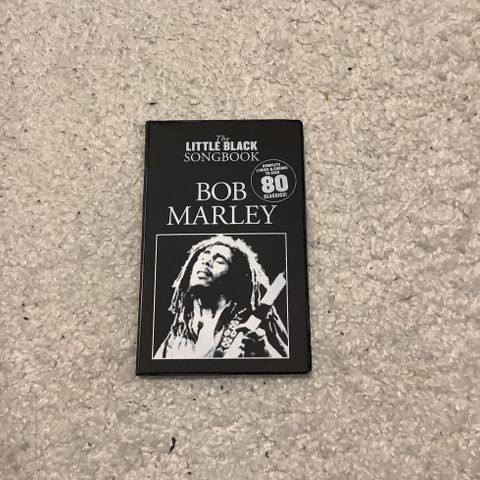 The
LITTLE BLACK
SONGBOOK
COMPLETE
LYRICS & CHORDS
TO OVER
80
CLASSICS!
BOB
MARLEY